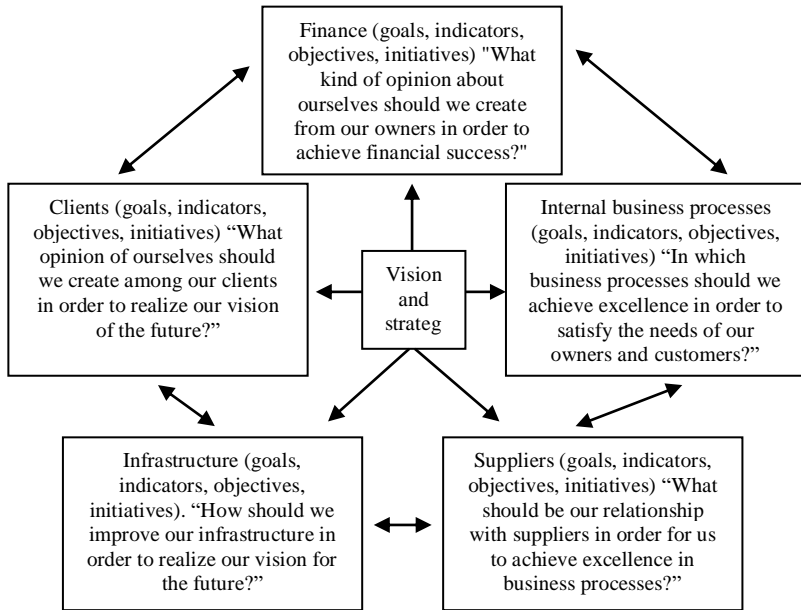 Finance (goals, indicators,
objectives, initiatives) "What
kind of opinion about
ourselves should we create
from our owners in order to
achieve financial success?"
Clients (goals, indicators,
objectives, initiatives) “What
opinion of ourselves should
we create among our clients
in order to realize our vision
of the future?”
Vision
and
strateg
Internal business processes
(goals, indicators, objectives,
initiatives) “In which
business processes should we
achieve excellence in order to
satisfy the needs of our
owners and customers?”
Infrastructure (goals,
indicators, objectives,
initiatives). “How should we
improve our infrastructure in
order to realize our vision for
the future?”
Suppliers (goals, indicators,
objectives, initiatives) “What
should be our relationship
with suppliers in order for us
to achieve excellence in
business processes?”